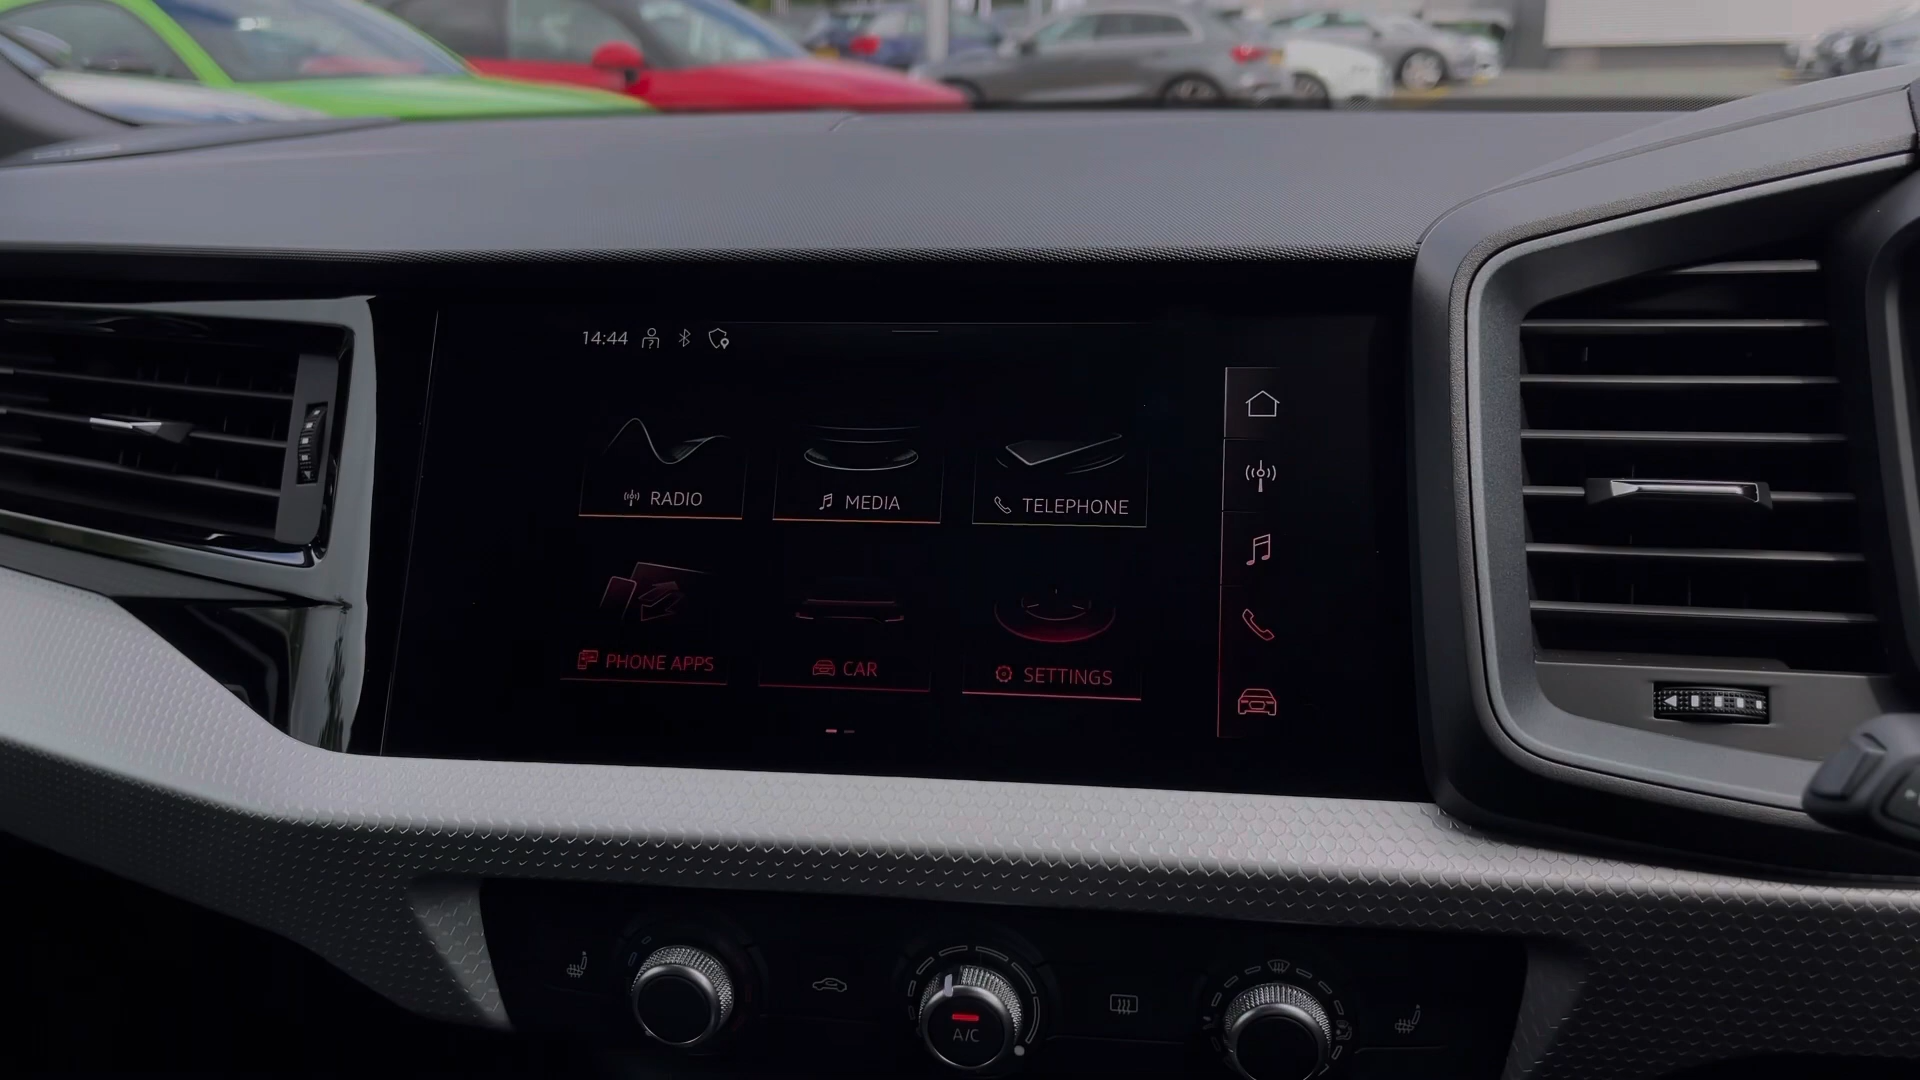 14:44
RADIO
MEDIA
TELEPHONE
PHONE APPS
CAR
SETTINGS
A/C